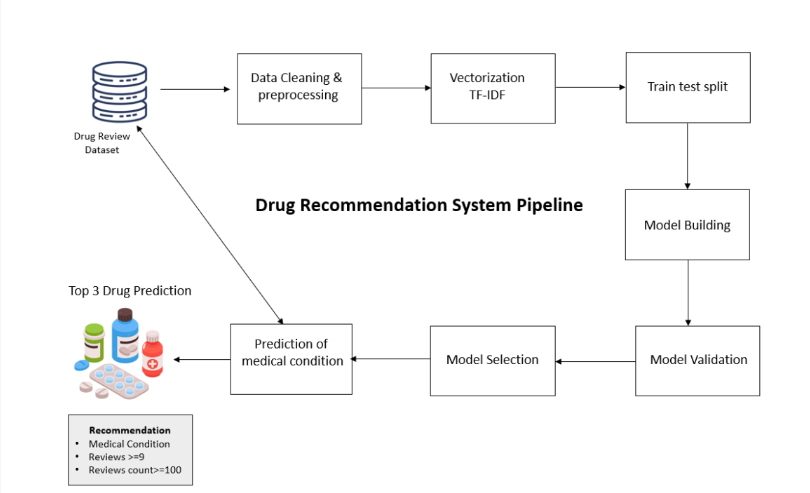 Data Cleaning &
preprocessing
Vectorization
TF-IDF
Train test split
Drug Review
Dataset
Drug Recommendation System Pipeline
Model Building
Top 3 Drug Prediction
Prediction of
medical condition
Model Selection
Model Validation
Recommendation
• Medical Condition
• Reviews >=9
• Reviews count>=100